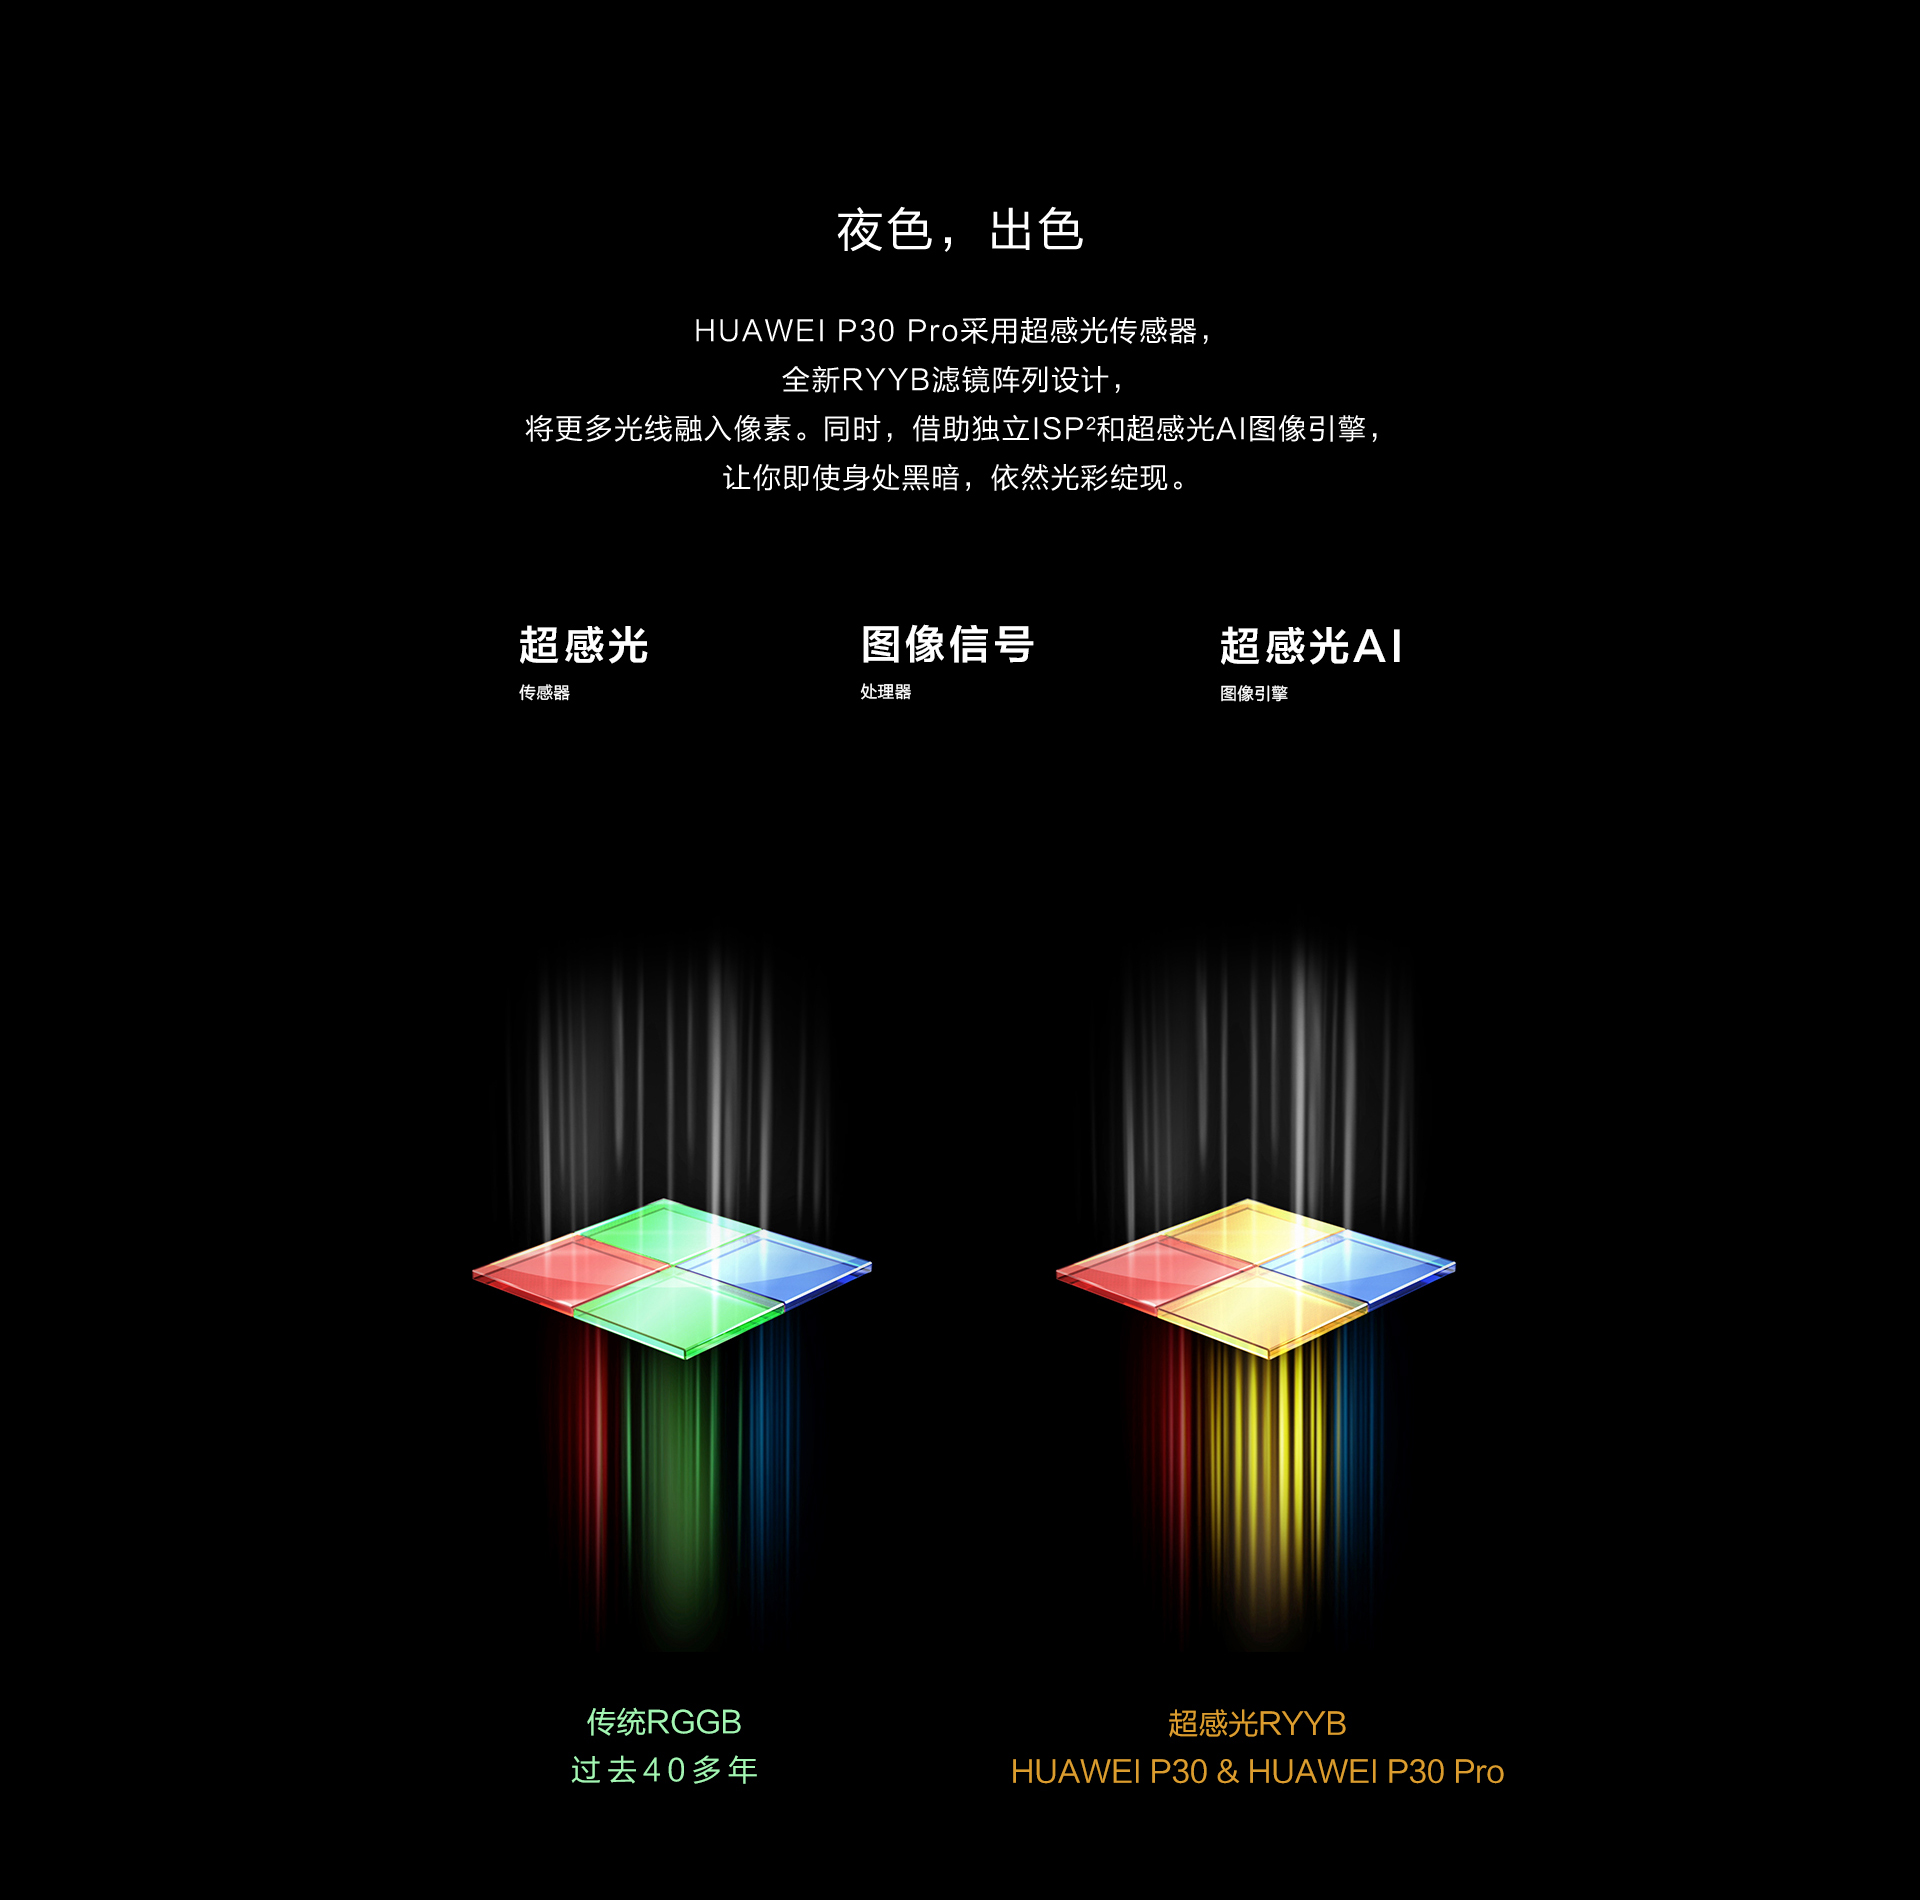 夜色，出色
HUAWEI P30 Pro采用超感光传感器，
全新RYYB滤镜阵列设计，
将更多光线融入像素。同时，借助独立ISP²和超感光AI图像引擎，
让你即使身处黑暗，依然光彩绽现。
超感光
传感器
图像信号
处理器
超感光AI
图像引擎
传统RGGB
过去40多年
超感光RYYB
HUAWEI P30 & HUAWEI P30 Pro